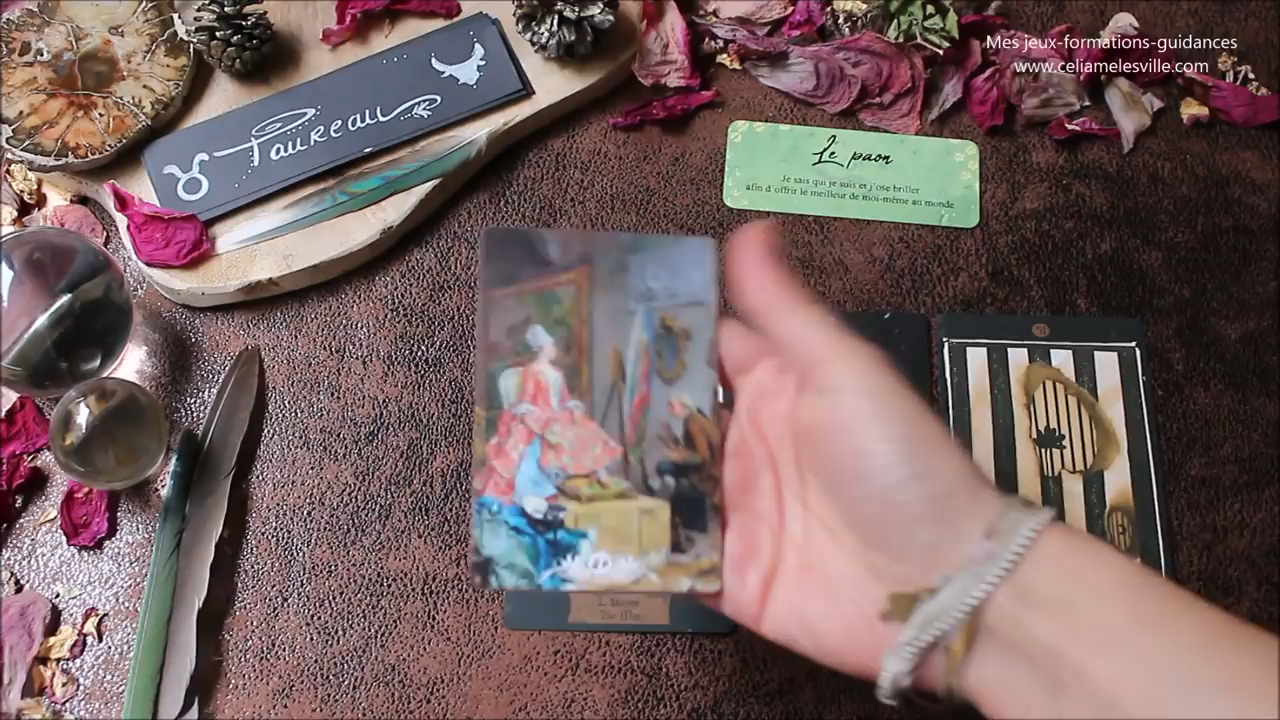 Mes jeux-formations-guidances
www.celiamelesville.com
Taureau
Le paon
Je sais qui je suis et j'ose briller
afin d'offrir le meilleur de moi-même au monde.